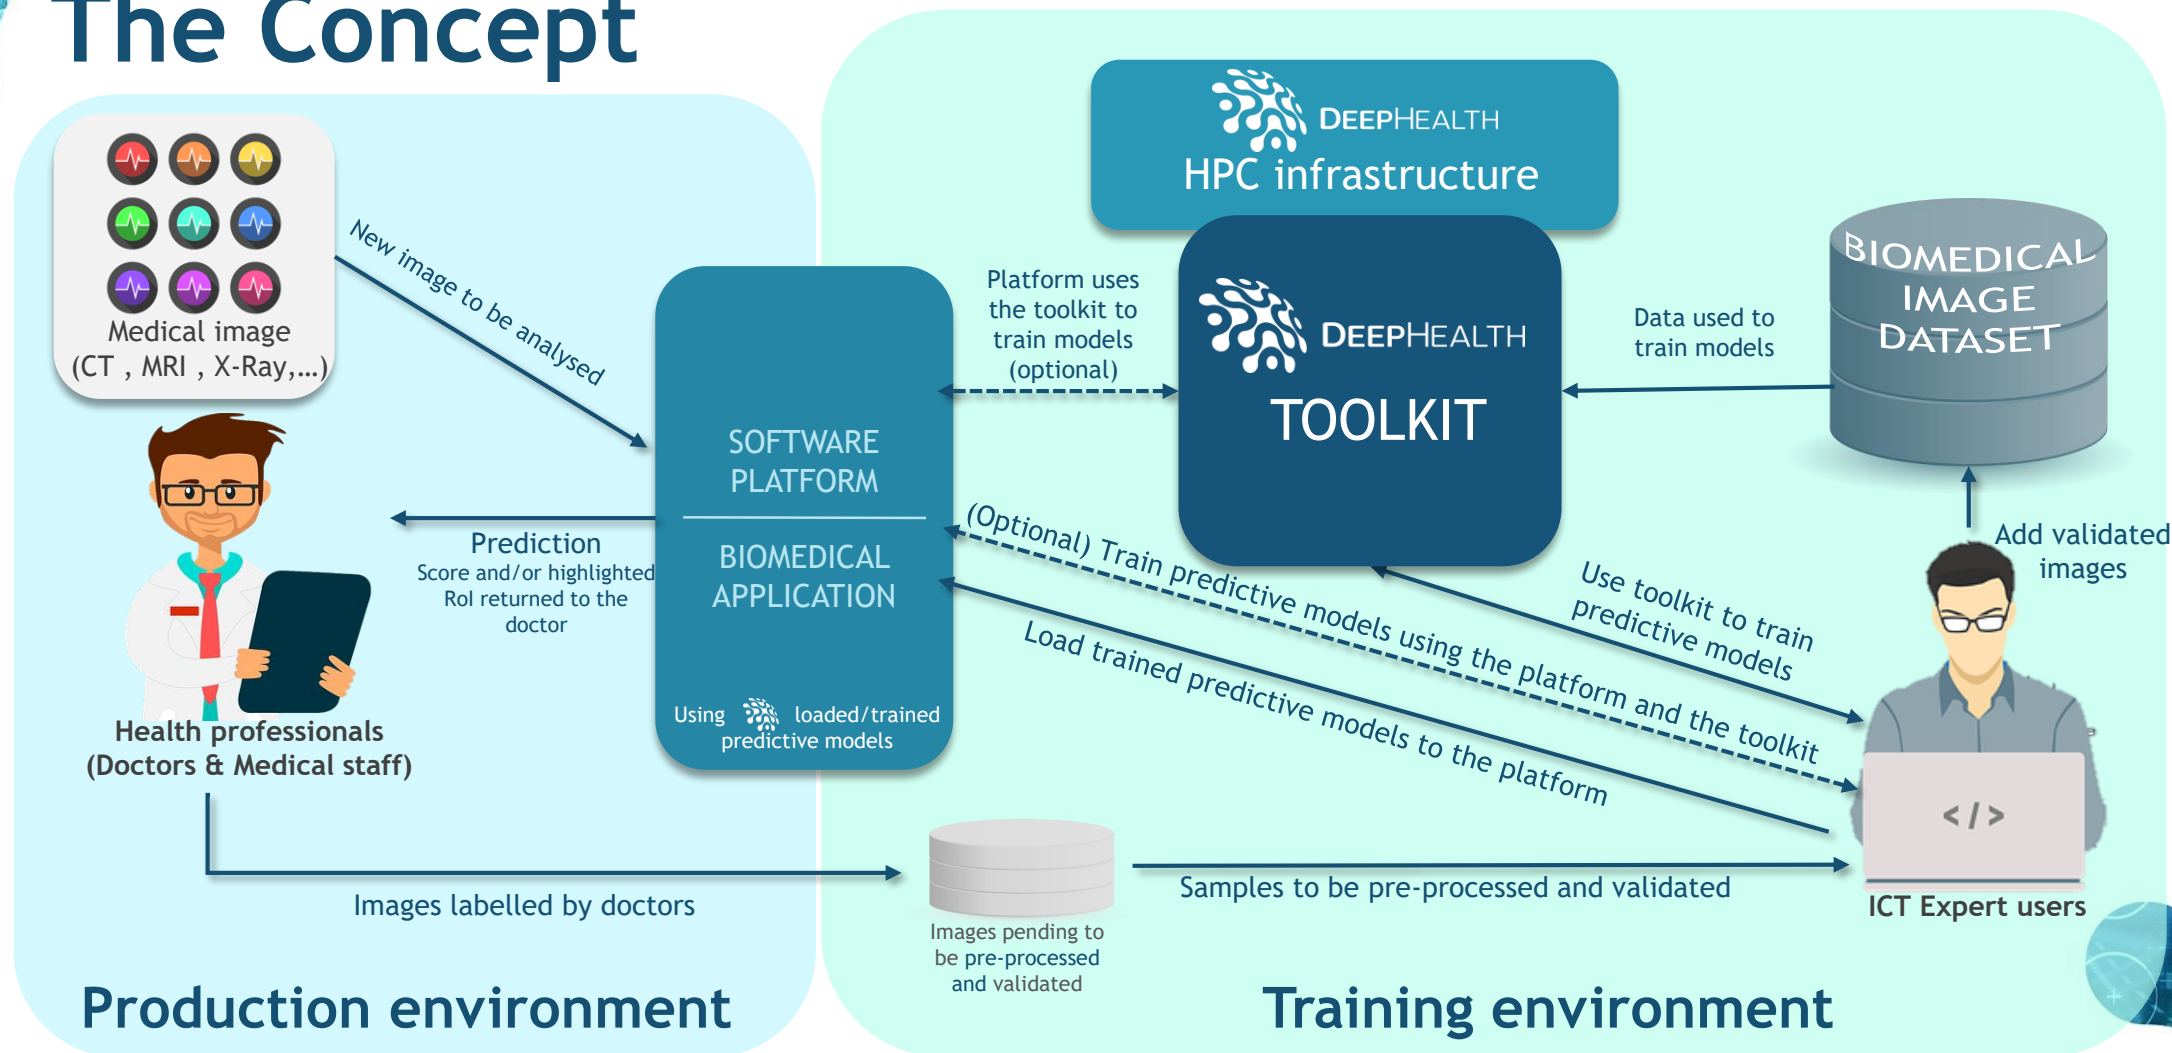 The Concept
DEEPHEALTH
HPC infrastructure
Medical image
(CT , MRI , X-Ray,...)
New image to be analysed
SOFTWARE
PLATFORM
BIOMEDICAL
APPLICATION
Using loaded/trained
predictive models
Platform uses
the toolkit to
train models
(optional)
DEEPHEALTH
TOOLKIT
Data used to
train models
BIOMEDICAL
IMAGE
DATASET
Prediction
Score and/or highlighted
RoI returned to the
doctor
Health professionals
(Doctors & Medical staff)
(Optional) Train predictive models using the platform and the toolkit
Load trained predictive models to the platform
Use toolkit to train
predictive models
Add validated
images
</>
ICT Expert users
Images labelled by doctors
Images pending to
be pre-processed
and validated
Samples to be pre-processed and validated
Production environment
Training environment